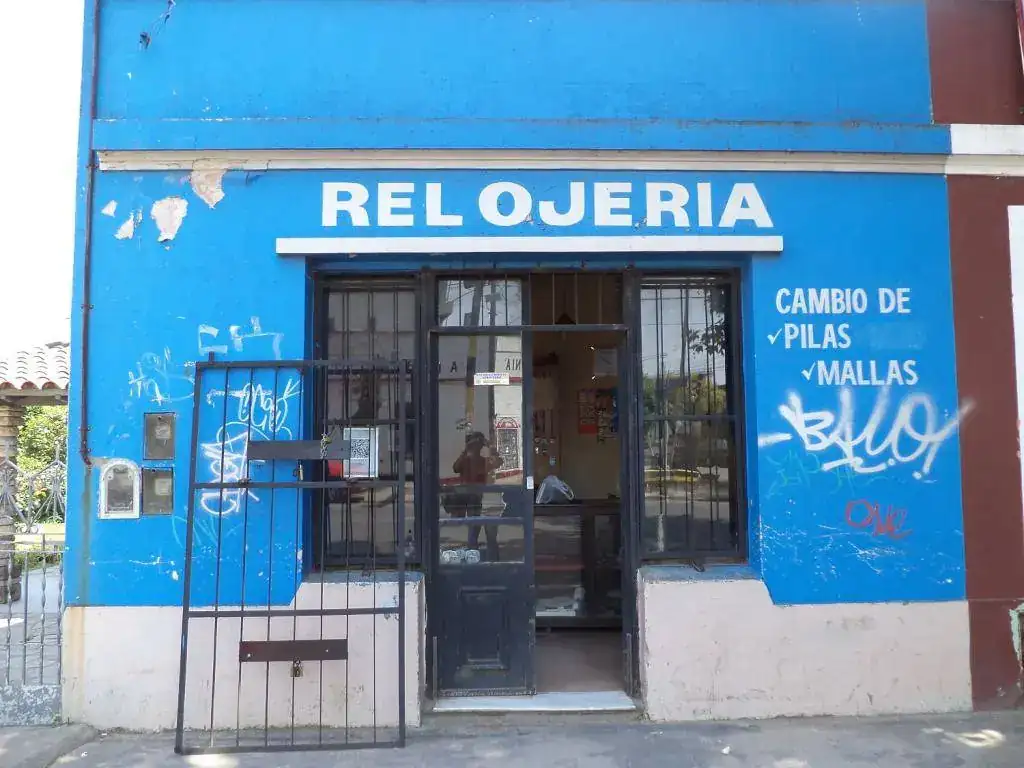 RELOJERIA
CAMBIO DE
✓PILAS
✓MALLAS